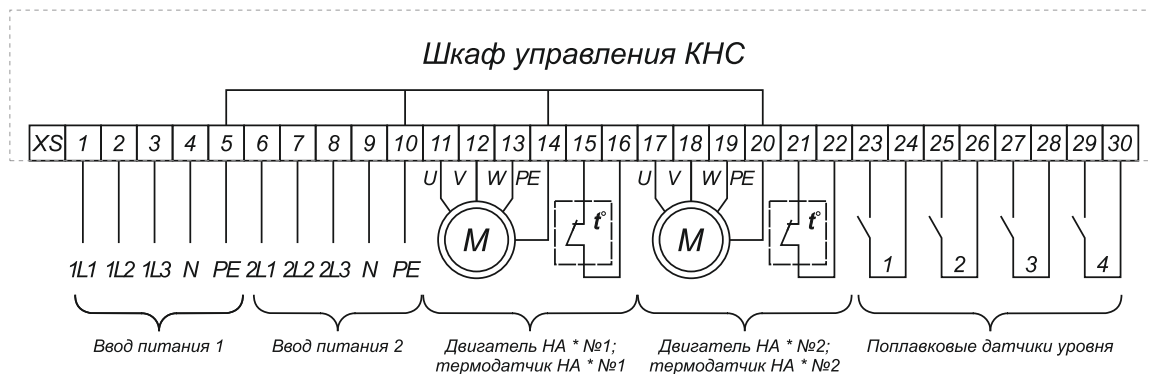 Шкаф управления КНС
XS 1 2 3 4 5 6 7 8 9 10 11 12 13 14 15 16 17 18 19 20 21 22 23 24 25 26 27 28 29 30
U V W PE U V W PE
M t° M t°
1L1 1L2 1L3 N PE 2L1 2L2 2L3 N PE 1 2 3 4
Ввод питания 1
Ввод питания 2
Двигатель НА * №1;
термодатчик НА * №1
Двигатель НА * №2;
термодатчик НА * №2
Поплавковые датчики уровня